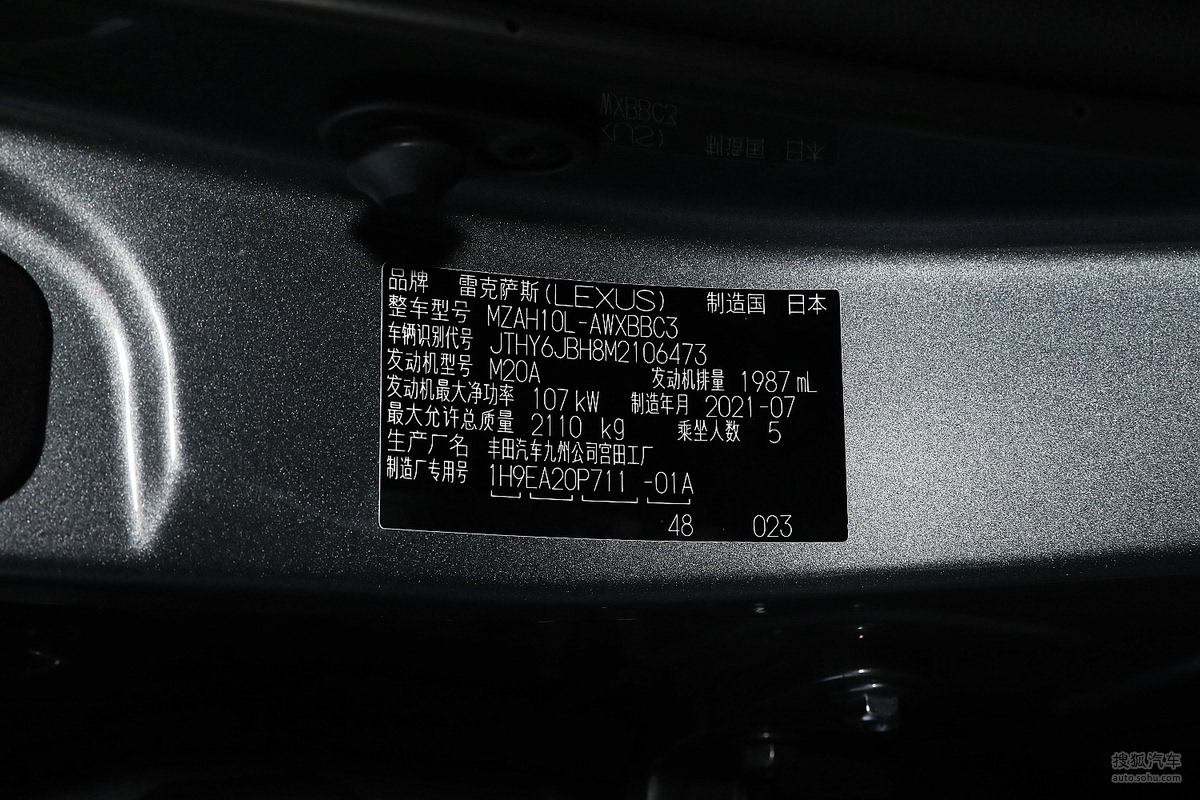 品牌 雷克萨斯(LEXUS) 制造国 日本
整车型号 MZAH10L-AWXBBC3
车辆识别代号 JTHY6JBH8M2106473
发动机型号 M20A 发动机排量 1987 mL
发动机最大净功率 107 kW 制造年月 2021-07
最大允许总质量 2110 kg 乘坐人数 5
生产厂名 丰田汽车九州公司宫田工厂
制造厂专用号 1H9EA20P711 -01A
48 023
搜狐汽车
auto.sohu.com